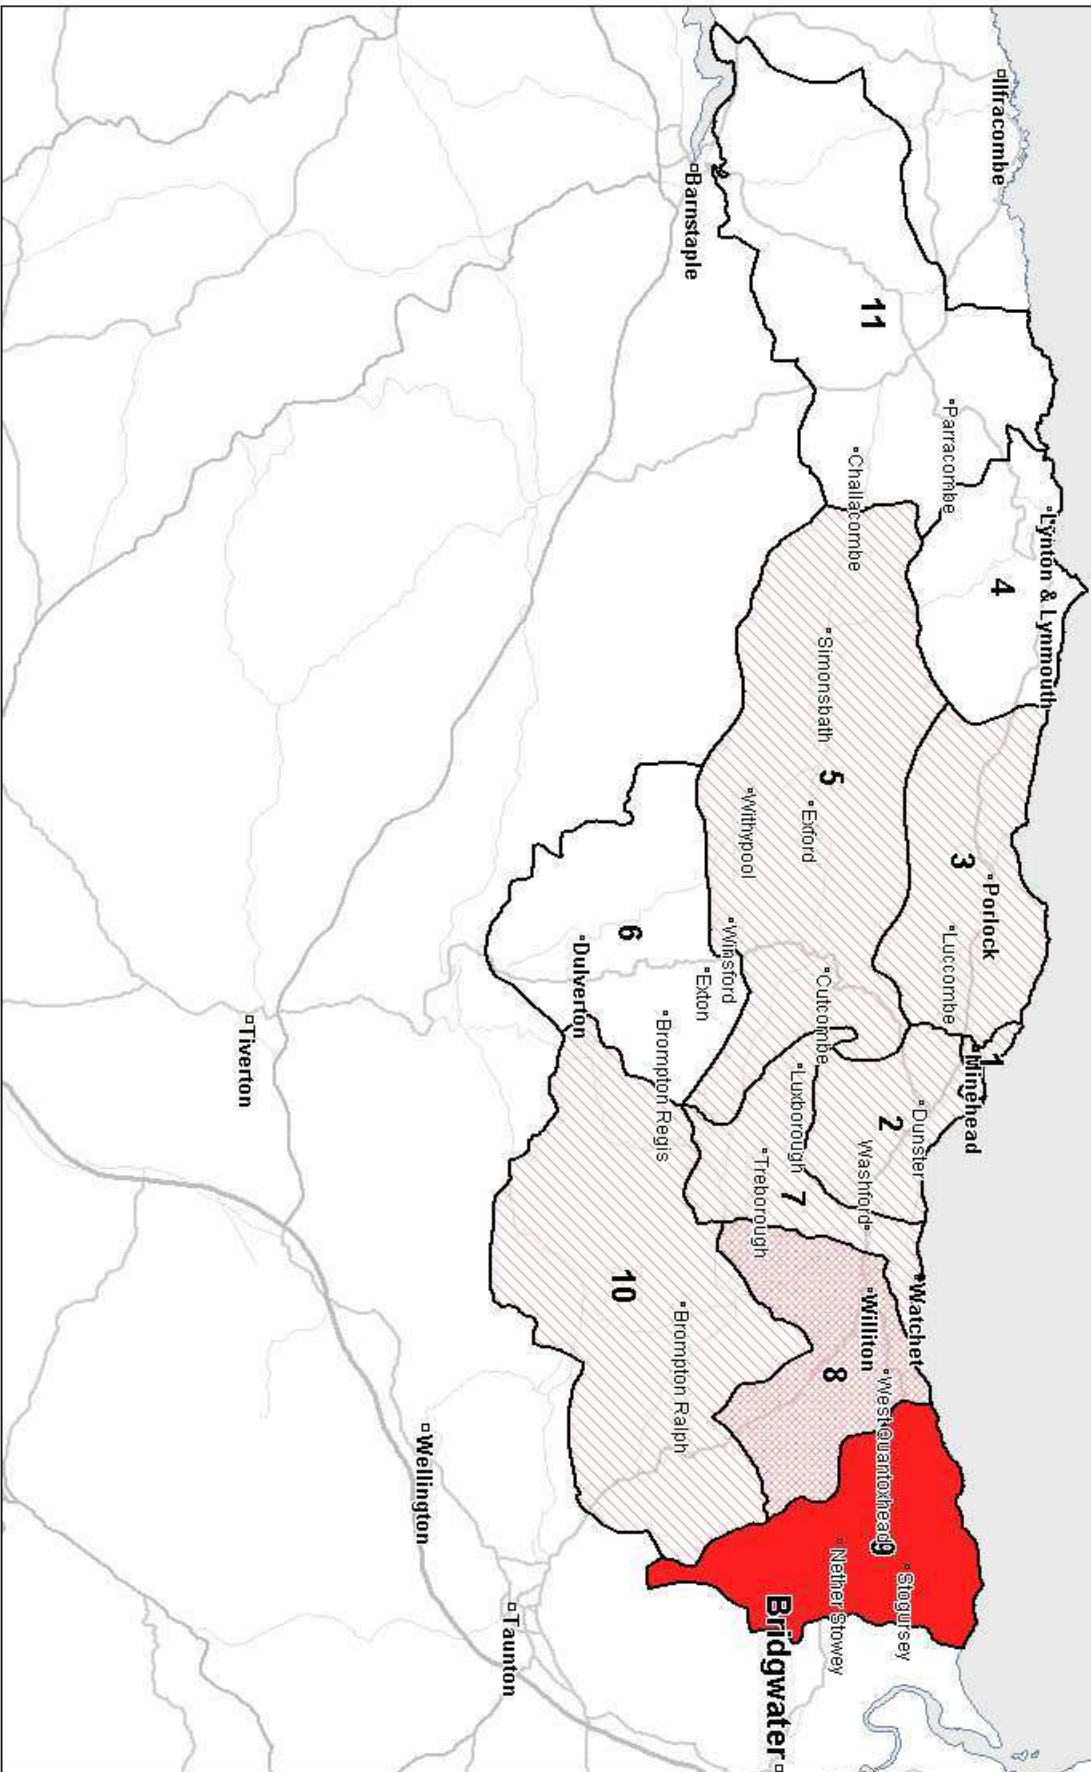 Ilfracombe
Barnstaple
11
Parracombe
Challacombe
Lynton & Lynmouth
4
Simonsbath
5
Exford
Withypool
3
Porlock
Luccombe
1
Minehead
Winsford
Exton
Cutcombe
6
Dulverton
Brompton Regis
Luxborough
2
Dunster
Washford
7
Treborough
Watchet
Williton
8
West Quantoxhead
9
Stogursey
Nether Stowey
10
Brompton Ralph
Bridgwater
Tiverton
Wellington
Taunton